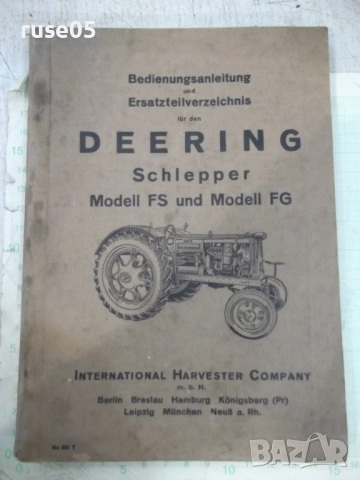 ruse05
Bedienungsanleitung
und
Ersatzteilverzeichnis
für den
DEERING
Schlepper
Modell FS und Modell FG
INTERNATIONAL HARVESTER COMPANY
m. b. H.
Berlin Breslau Hamburg Königsberg (Pr)
Leipzig München Neuß a. Rh.
BAZAR